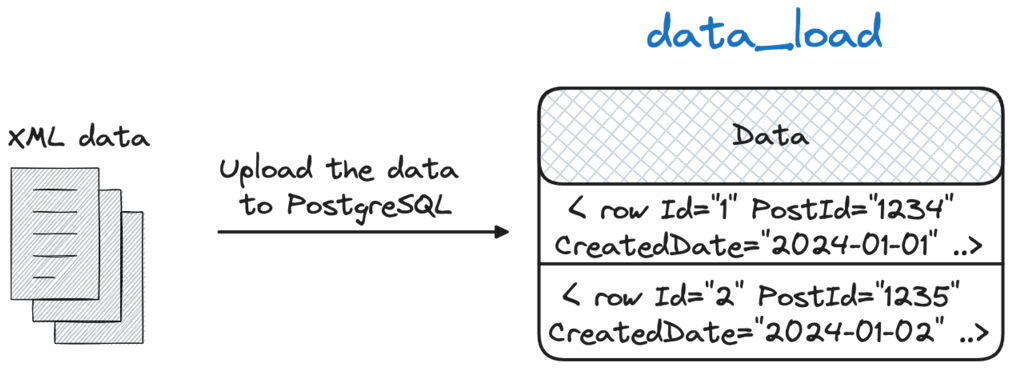 data_load
XML data
Data
Upload the data
to PostgreSQL
< row Id="1" PostId="1234"
CreatedDate="2024-01-01" ..>
< row Id="2" PostId="1235"
CreatedDate="2024-01-02" ..>